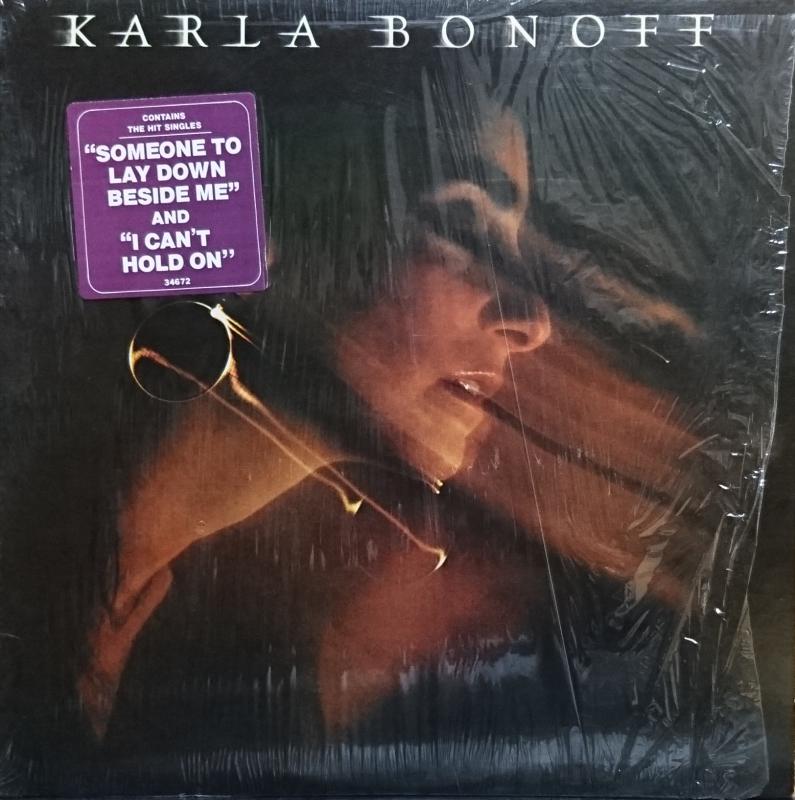 KARLA BONOFF
CONTAINS
THE HIT SINGLES
“SOMEONE TO
LAY DOWN
BESIDE ME”
AND
“I CAN’T
HOLD ON”
34672